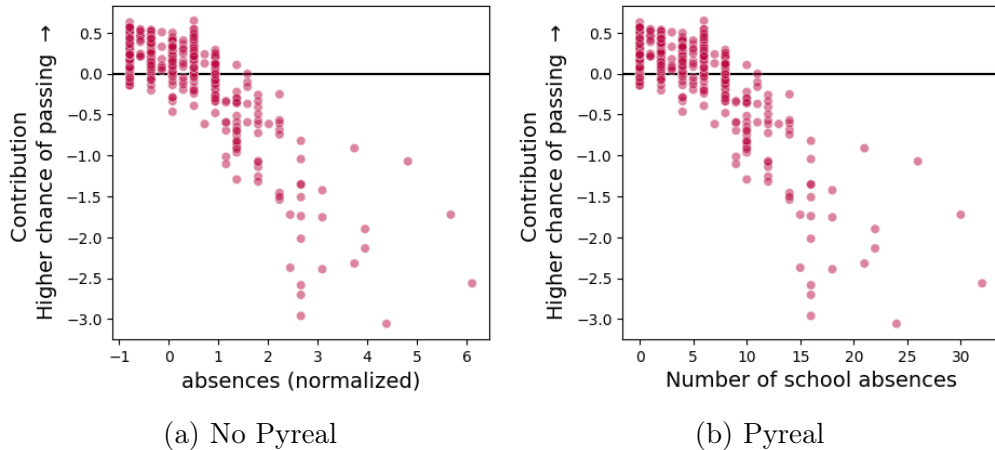 0.5
0.0
−0.5
−1.0
−1.5
−2.0
−2.5
−3.0
Contribution
Higher chance of passing →
−1 0 1 2 3 4 5 6
absences (normalized)
(a) No Pyreal
0.5
0.0
−0.5
−1.0
−1.5
−2.0
−2.5
−3.0
Contribution
Higher chance of passing →
0 5 10 15 20 25 30
Number of school absences
(b) Pyreal